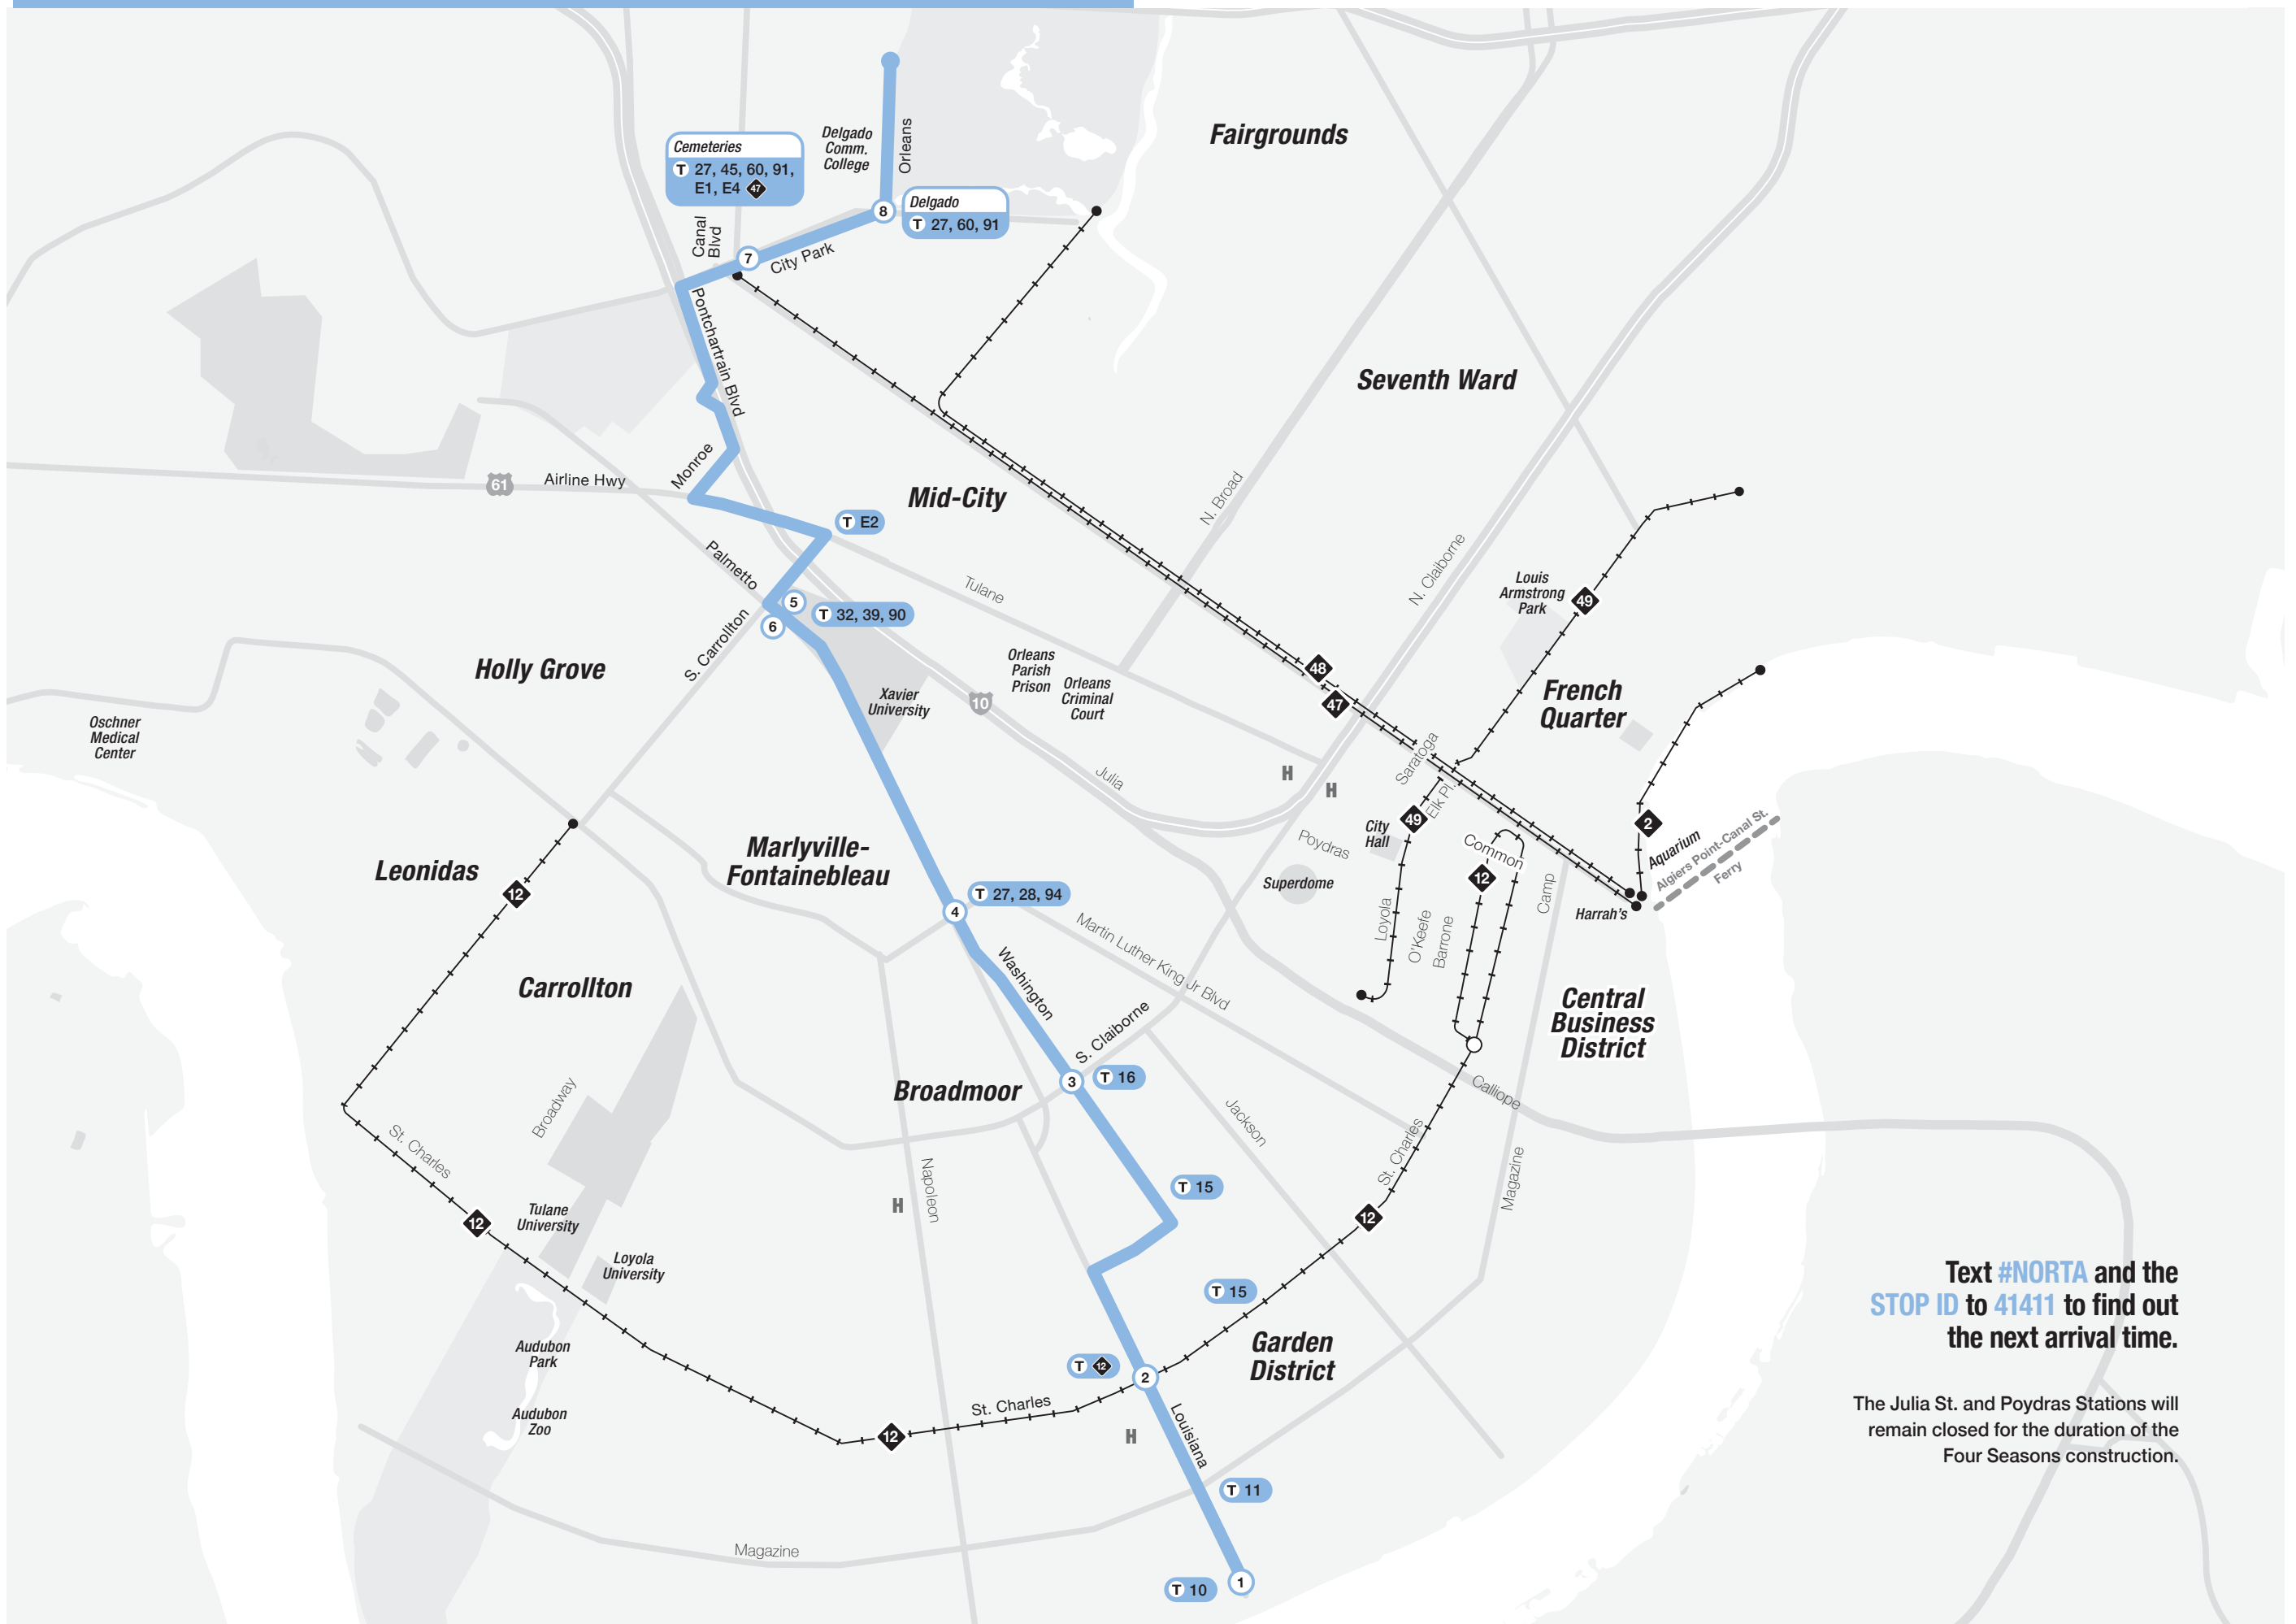 Fairgrounds
Delgado
Comm.
College
Orleans
Cemeteries
T 27, 45, 60, 91,
E1, E4 47
8
Delgado
T 27, 60, 91
Canal
Blvd
7
City Park
Pontchartrain Blvd
Seventh Ward
Monroe
61
Airline Hwy
Mid-City
N. Broad
T E2
Palmetto
Tulane
N. Claiborne
Louis
Armstrong
Park
49
5
T 32, 39, 90
6
S. Carrollton
Holly Grove
Orleans
Parish
Prison
Orleans
Criminal
Court
48
47
Xavier
University
10
French
Quarter
Oschner
Medical
Center
Saratoga
Julia
H
H
Elk Pl.
49
City
Hall
Poydras
Common
2
Aquarium
Algiers Point-Canal St.
Ferry
Marlyville-
Fontainebleau
Leonidas
12
Superdome
12
Camp
Harrah's
T 27, 28, 94
4
Martin Luther King Jr Blvd
Loyola
O'Keefe
Barrone
Washington
Carrollton
Central
Business
District
S. Claiborne
3
T 16
Broadmoor
Calliope
Broadway
St. Charles
Jackson
St. Charles
Magazine
Napoleon
H
T 15
12
Tulane
University
12
Loyola
University
T 15
Text #NORTA and the
STOP ID to 41411 to find out
the next arrival time.
Garden
District
Audubon
Park
T 12
2
Audubon
Zoo
St. Charles
12
H
Louisiana
The Julia St. and Poydras Stations will
remain closed for the duration of the
Four Seasons construction.
T 11
Magazine
T 10
1